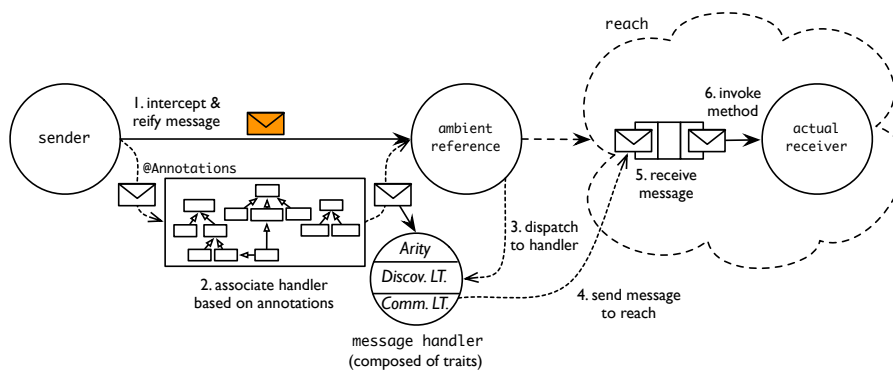 reach
1. intercept &
reify message
6. invoke
method
sender
ambient
reference
actual
receiver
@Annotations
5. receive
message
3. dispatch
to handler
Arity
Discov. LT.
Comm. LT.
2. associate handler
based on annotations
4. send message
to reach
message handler
(composed of traits)